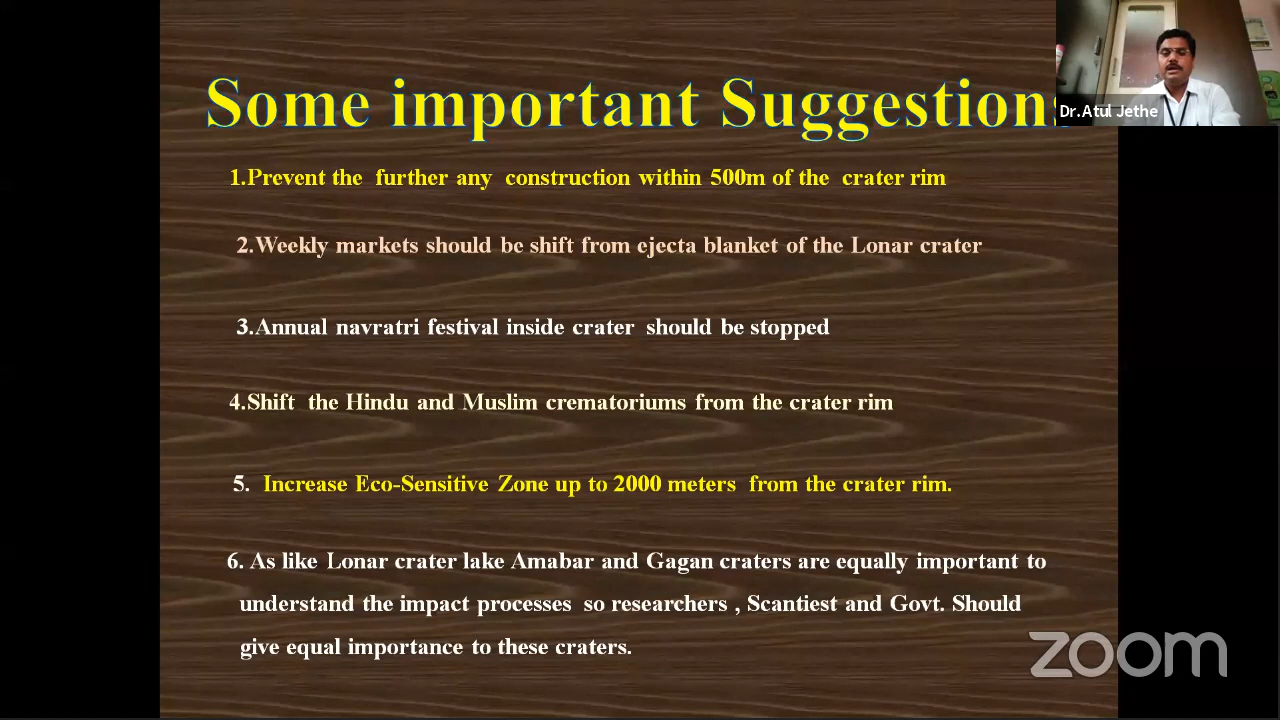 Some important Suggestions
Dr.Atul Jethe
1.Prevent the further any construction within 500m of the crater rim
2.Weekly markets should be shift from ejecta blanket of the Lonar crater
3.Annual navratri festival inside crater should be stopped
4.Shift the Hindu and Muslim crematoriums from the crater rim
5. Increase Eco-Sensitive Zone up to 2000 meters from the crater rim.
6. As like Lonar crater lake Amabar and Gagan craters are equally important to
understand the impact processes so researchers , Scantiest and Govt. Should
give equal importance to these craters.
zoom